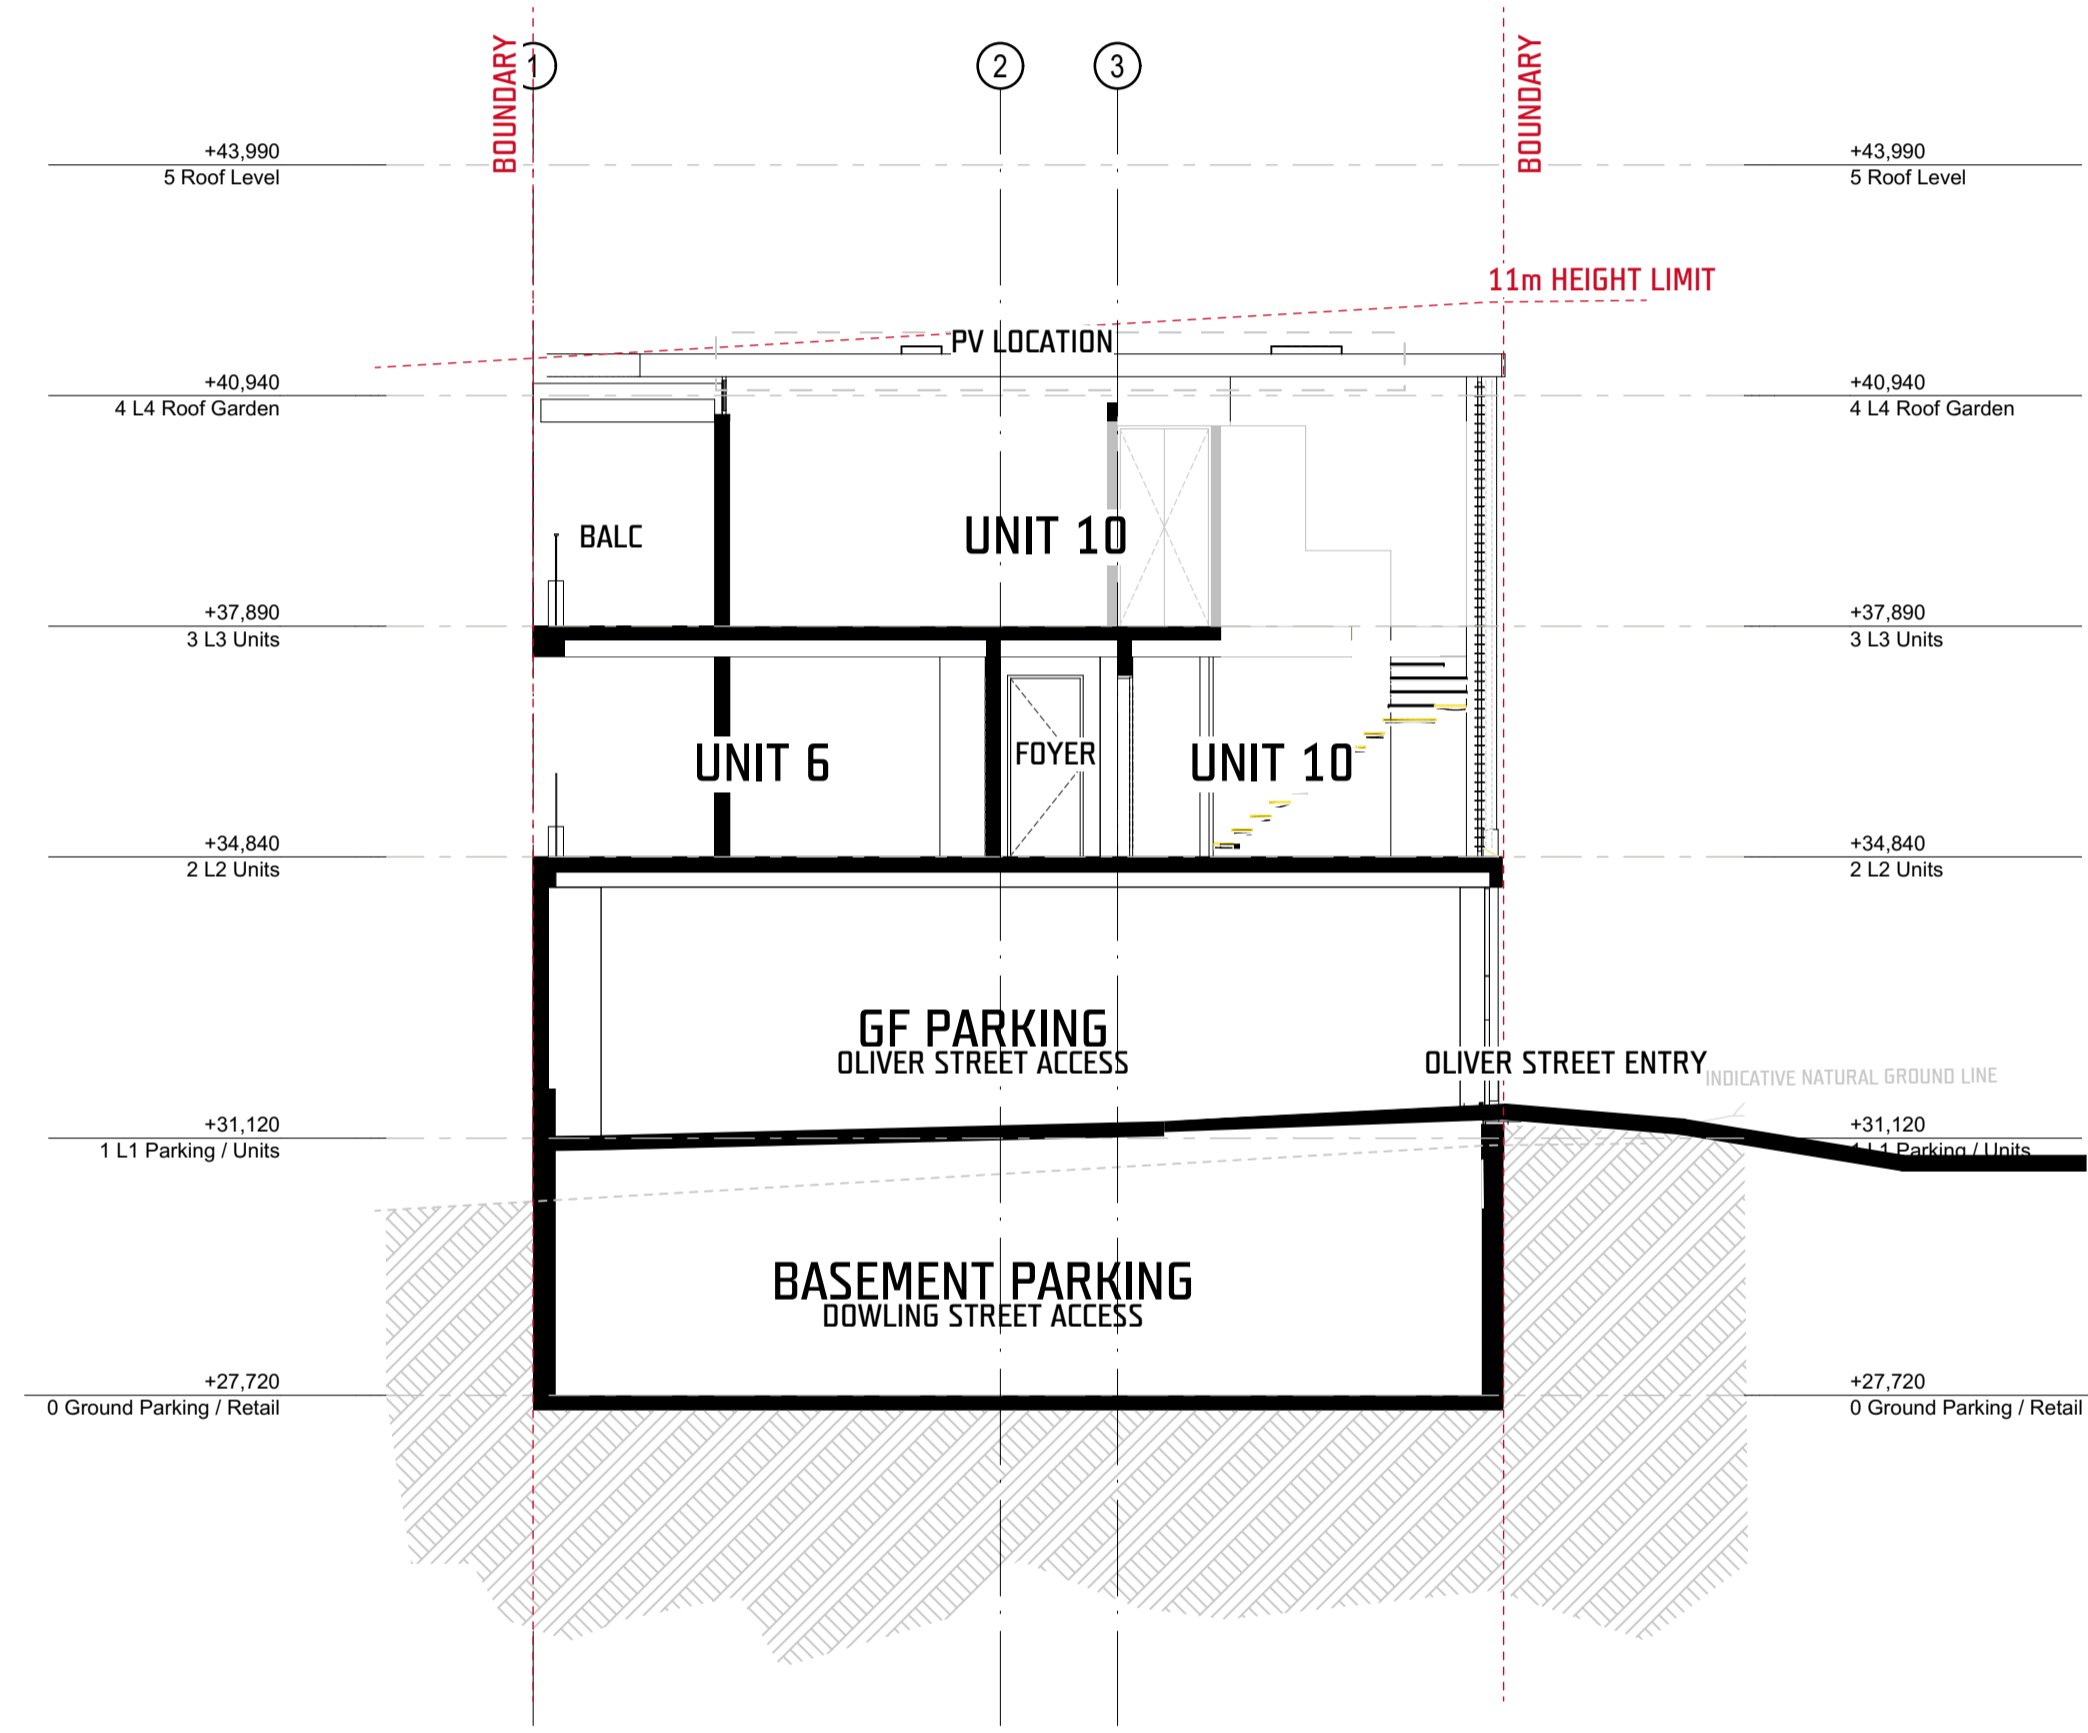 BOUNDARY
1
2
3
BOUNDARY
+43,990
5 Roof Level
+43,990
5 Roof Level
11m HEIGHT LIMIT
PV LOCATION
+40,940
4 L4 Roof Garden
+40,940
4 L4 Roof Garden
BALC
UNIT 10
+37,890
3 L3 Units
+37,890
3 L3 Units
UNIT 6
FOYER
UNIT 10
+34,840
2 L2 Units
+34,840
2 L2 Units
GF PARKING
OLIVER STREET ACCESS
OLIVER STREET ENTRY
INDICATIVE NATURAL GROUND LINE
+31,120
1 L1 Parking / Units
+31,120
1 L1 Parking / Units
BASEMENT PARKING
DOWLING STREET ACCESS
+27,720
0 Ground Parking / Retail
+27,720
0 Ground Parking / Retail